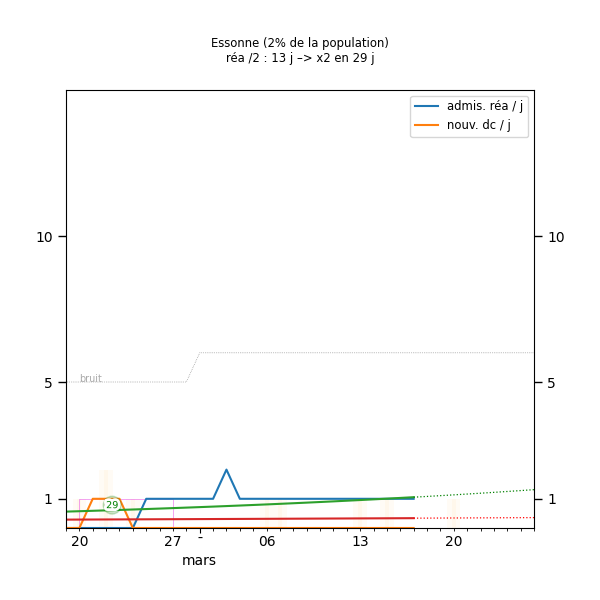 Essonne (2% de la population)
réa /2 : 13 j –> x2 en 29 j
admis. réa / j
nouv. dc / j
10 10
bruit
5 5
29
1 1
20 27 - 06 13 20
mars